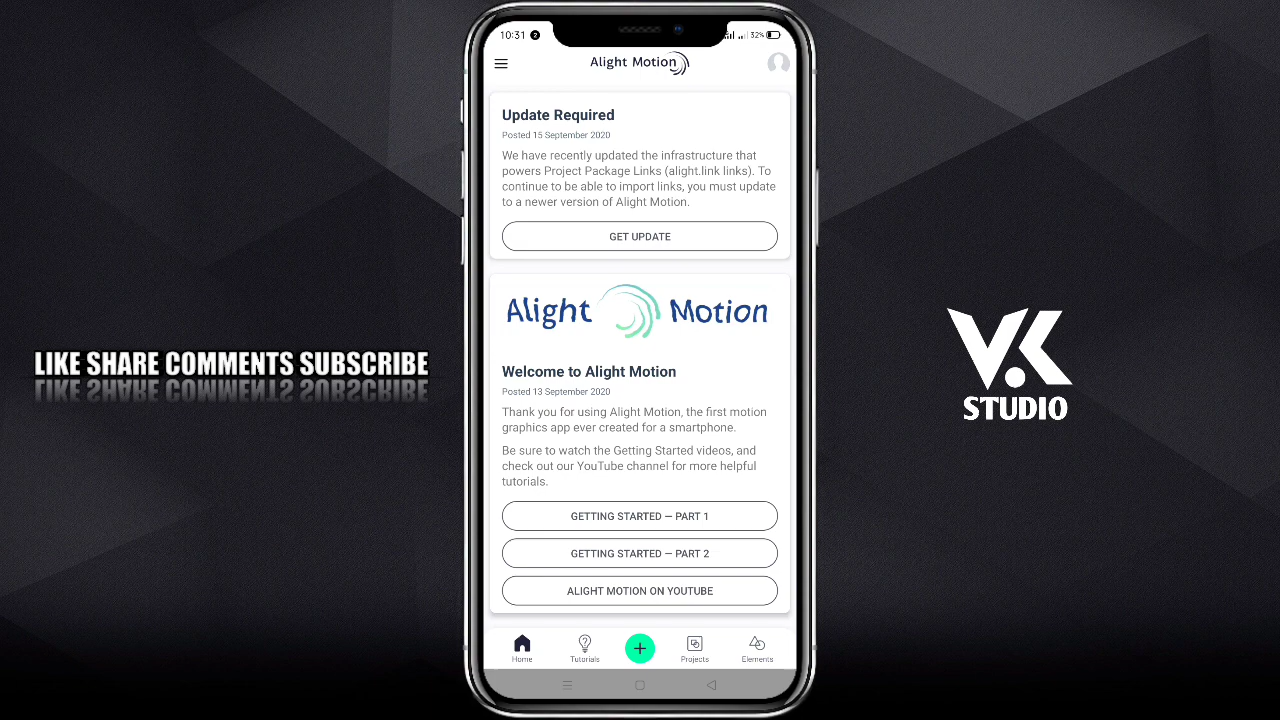 10:31 2
32%
Alight Motion
Update Required
Posted 15 September 2020
We have recently updated the infrastructure that
powers Project Package Links (alight.link links). To
continue to be able to import links, you must update
to a newer version of Alight Motion.
GET UPDATE
Alight Motion
Welcome to Alight Motion
Posted 13 September 2020
Thank you for using Alight Motion, the first motion
graphics app ever created for a smartphone.
Be sure to watch the Getting Started videos, and
check out our YouTube channel for more helpful
tutorials.
GETTING STARTED – PART 1
GETTING STARTED – PART 2
ALIGHT MOTION ON YOUTUBE
Home Tutorials Projects Elements
LIKE SHARE COMMENTS SUBSCRIBE
VK
STUDIO